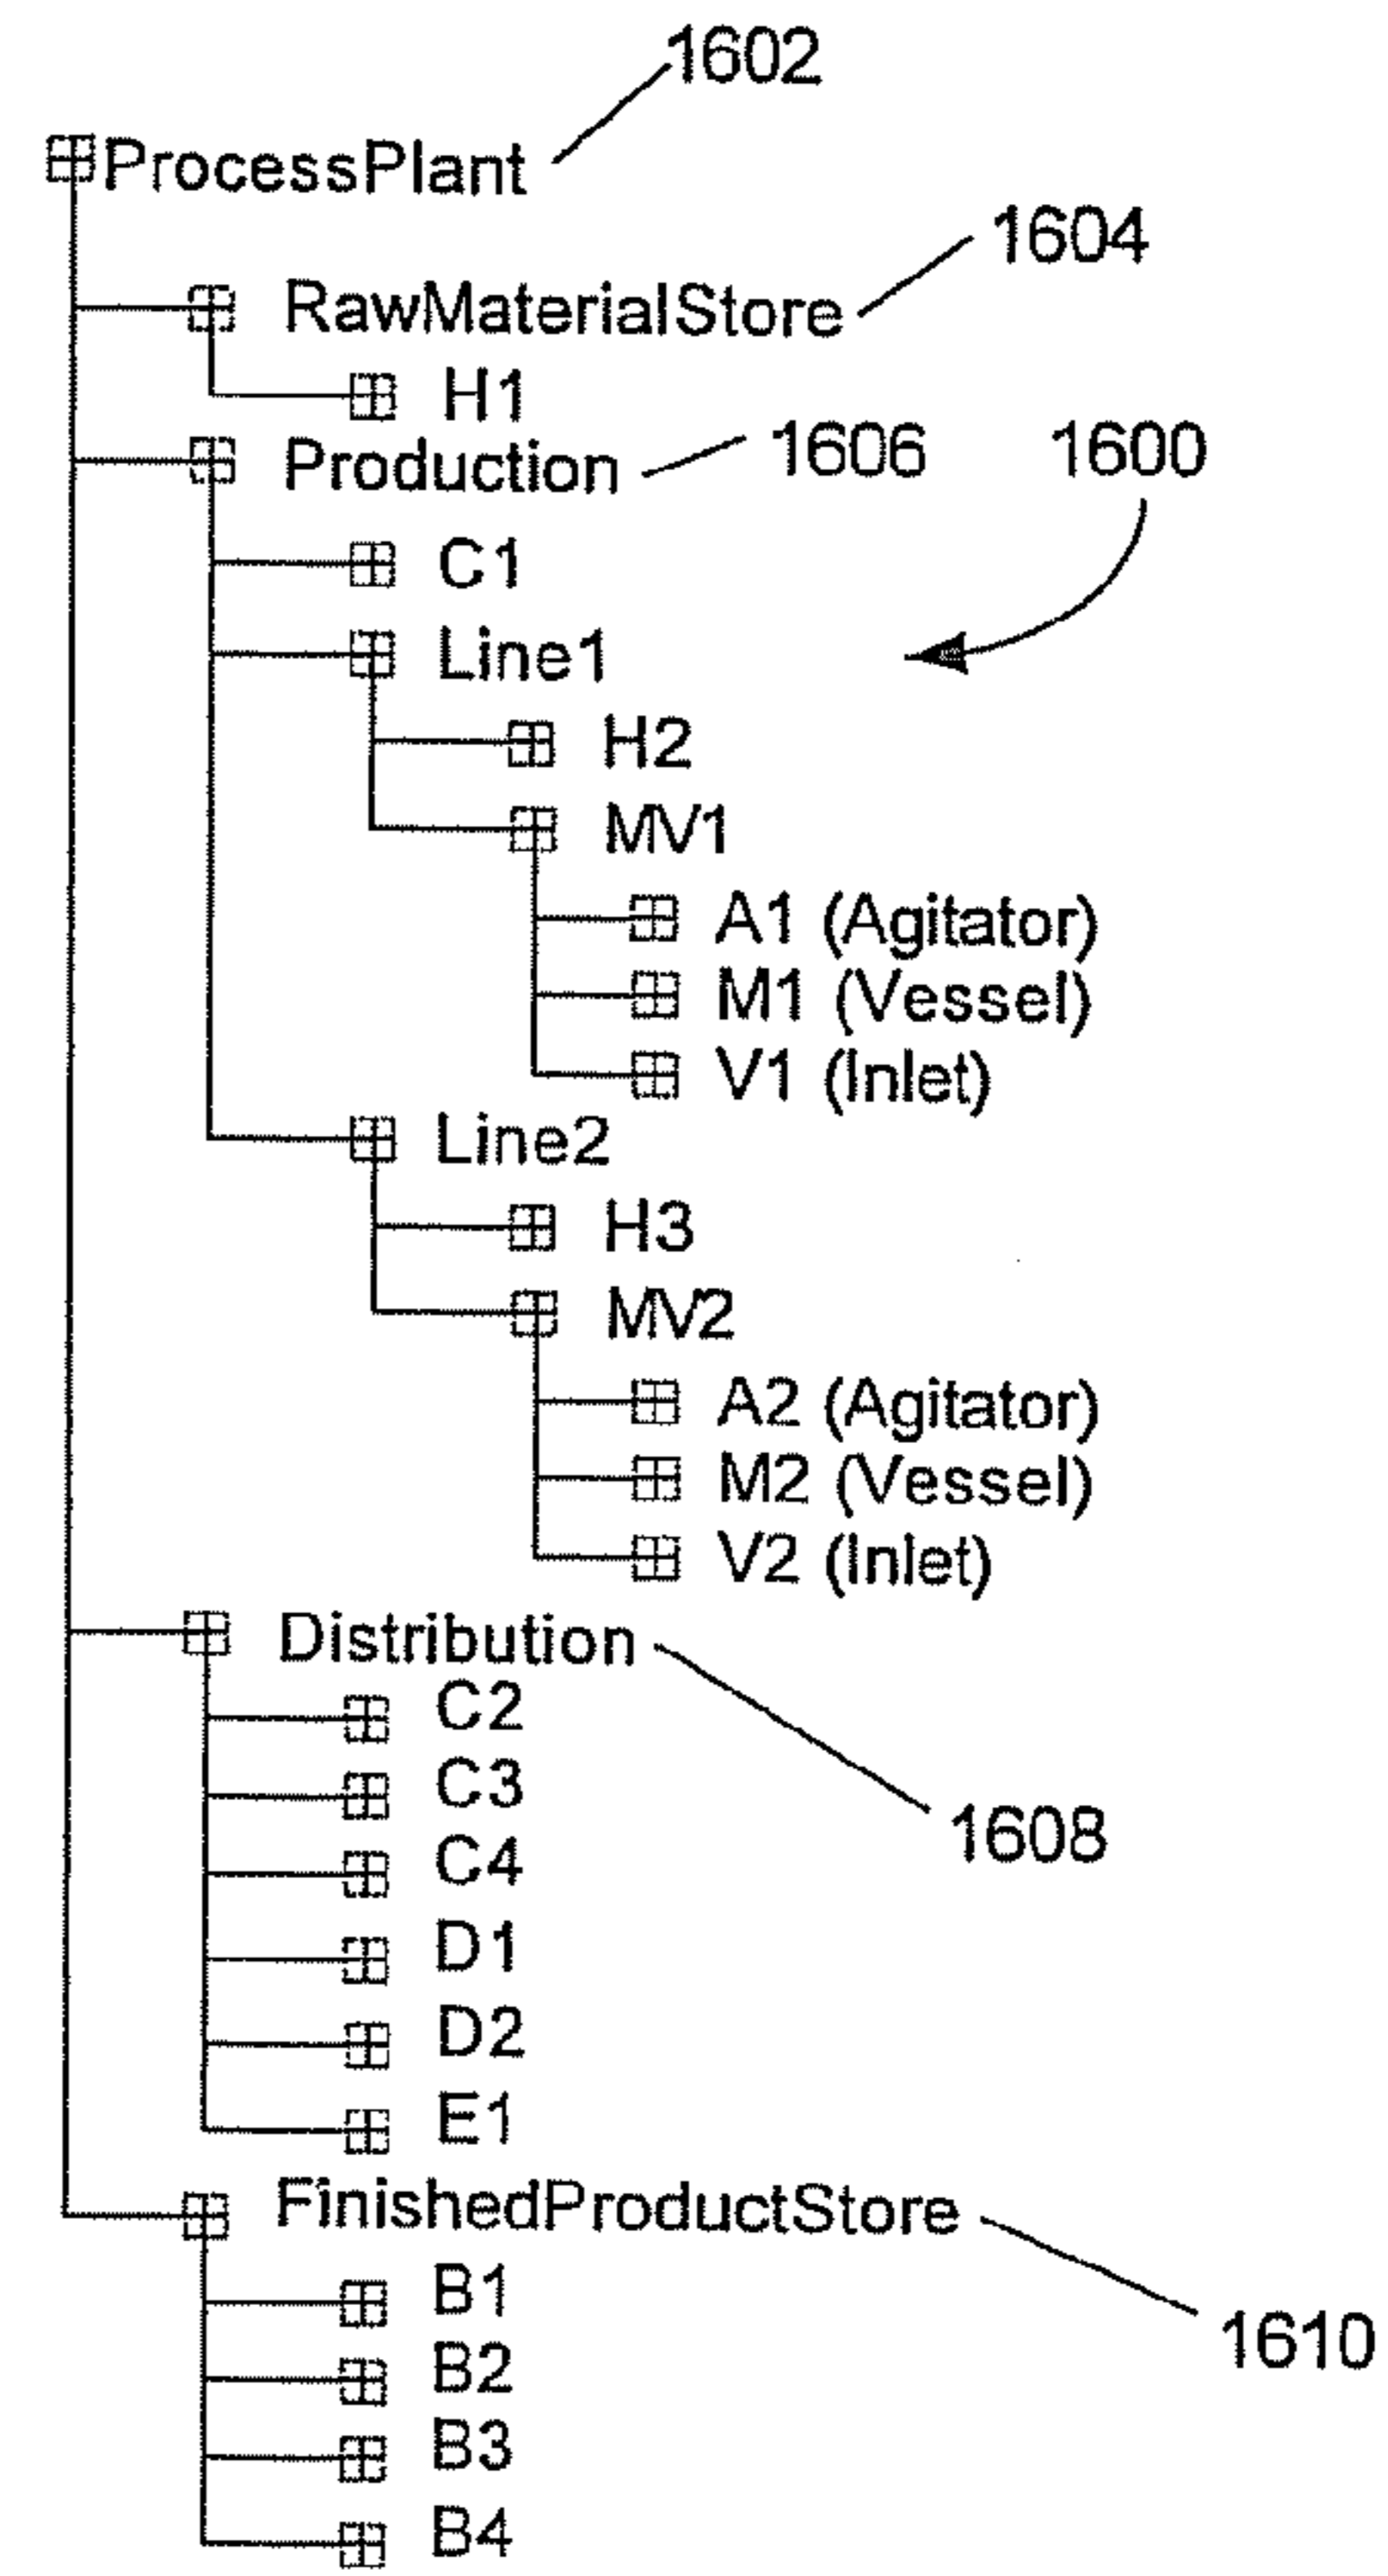 1602
ProcessPlant
1604
RawMaterialStore
H1
Production 1606 1600
C1
Line1
H2
MV1
A1 (Agitator)
M1 (Vessel)
V1 (Inlet)
Line2
H3
MV2
A2 (Agitator)
M2 (Vessel)
V2 (Inlet)
Distribution
C2
C3
1608
C4
D1
D2
E1
FinishedProductStore
B1
1610
B2
B3
B4